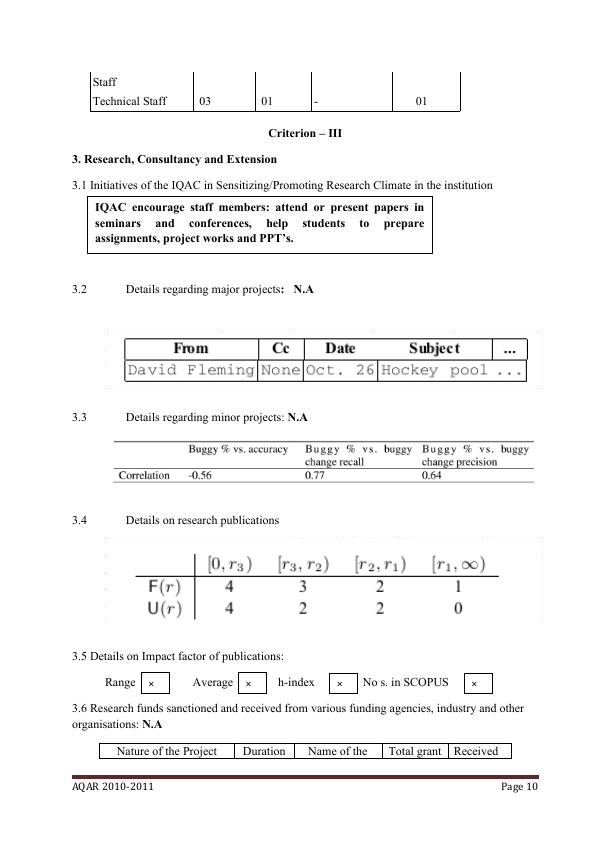 Staff
Technical Staff 03 01 - 01
Criterion – III
3. Research, Consultancy and Extension
3.1 Initiatives of the IQAC in Sensitizing/Promoting Research Climate in the institution
IQAC encourage staff members: attend or present papers in
seminars and conferences, help students to prepare
assignments, project works and PPT's.
3.2 Details regarding major projects: N.A
From Cc Date Subject ...
David Fleming None Oct. 26 Hockey pool ...
3.3 Details regarding minor projects: N.A
Buggy % vs. accuracy Buggy % vs. buggy Buggy % vs. buggy
change recall change precision
Correlation -0.56 0.77 0.64
3.4 Details on research publications
[0, r₃) [r₃, r₂) [r₂, r₁) [r₁, ∞)
F(r) 4 3 2 1
U(r) 4 2 2 0
3.5 Details on Impact factor of publications:
Range × Average × h-index × No s. in SCOPUS ×
3.6 Research funds sanctioned and received from various funding agencies, industry and other
organisations: N.A
Nature of the Project Duration Name of the Total grant Received
AQAR 2010-2011 Page 10